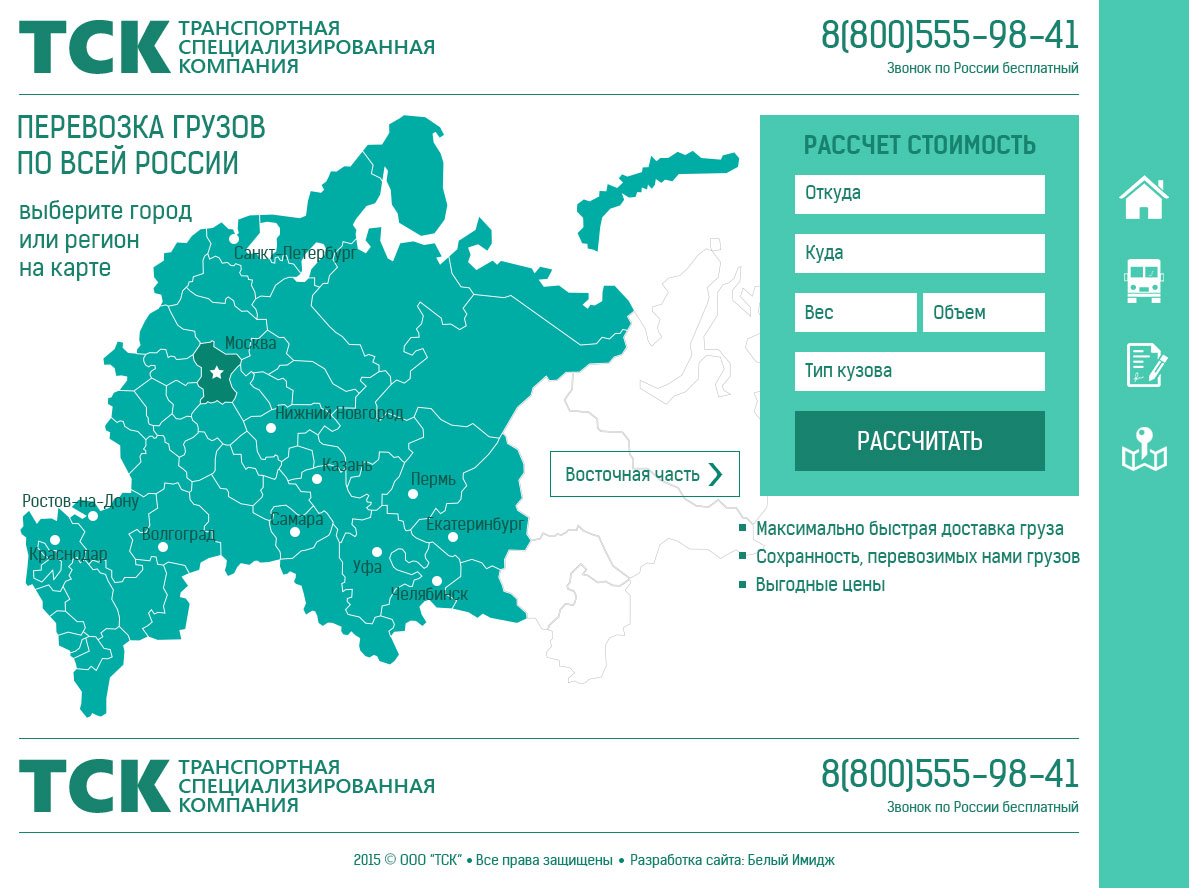 ТСК
ТРАНСПОРТНАЯ
СПЕЦИАЛИЗИРОВАННАЯ
КОМПАНИЯ
8(800)555-98-41
Звонок по России бесплатный
ПЕРЕВОЗКА ГРУЗОВ
ПО ВСЕЙ РОССИИ
выберите город
или регион
на карте
Санкт-Петербург
Москва
Нижний Новгород
Казань
Пермь
Ростов-на-Дону
Самара
Екатеринбург
Волгоград
Краснодар
Уфа
Челябинск
Восточная часть
РАССЧЕТ СТОИМОСТЬ
Откуда
Куда
Вес
Объем
Тип кузова
РАССЧИТАТЬ
Максимально быстрая доставка груза
Сохранность, перевозимых нами грузов
Выгодные цены
ТСК
ТРАНСПОРТНАЯ
СПЕЦИАЛИЗИРОВАННАЯ
КОМПАНИЯ
8(800)555-98-41
Звонок по России бесплатный
2015 © ООО "ТСК" • Все права защищены • Разработка сайта: Белый Имидж